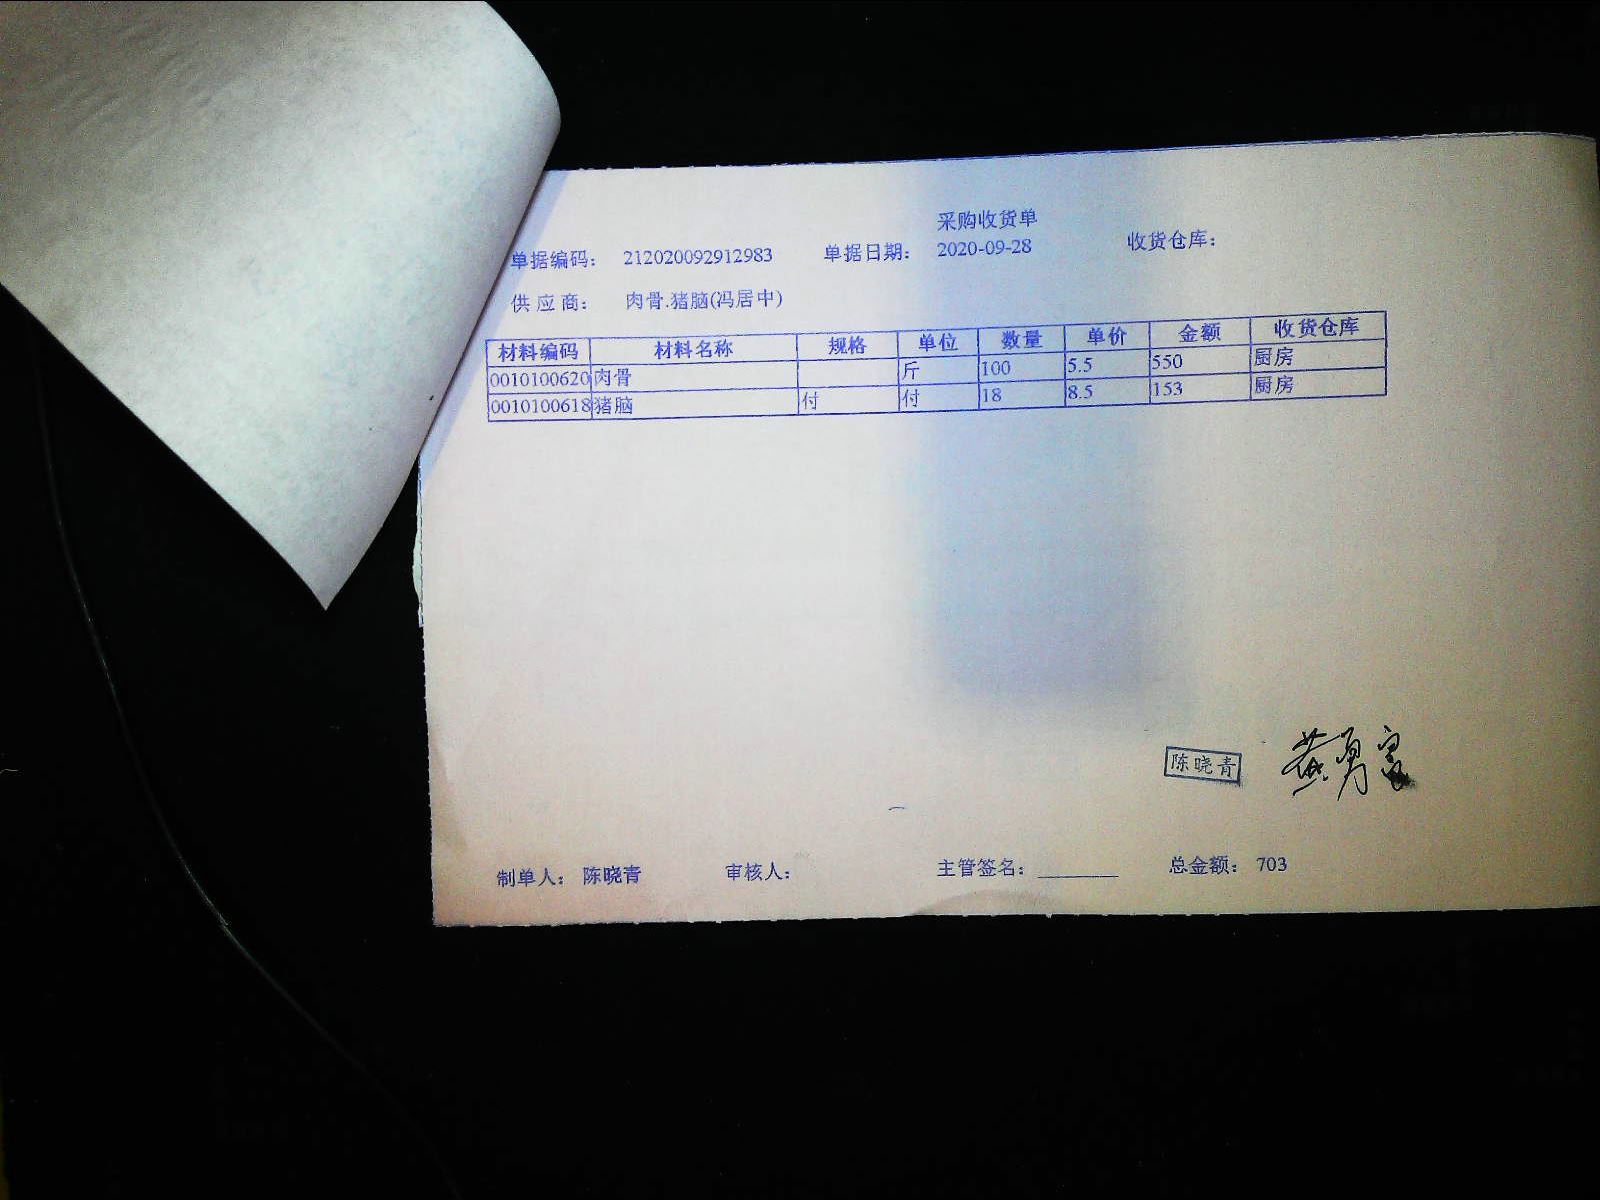 采购收货单
单据编码： 212020092912983 单据日期： 2020-09-28 收货仓库：
供应商： 肉骨.猪脑(冯居中)
材料编码 材料名称 规格 单位 数量 单价 金额 收货仓库
0010100620 肉骨 斤 100 5.5 550 厨房
0010100618 猪脑 付 付 18 8.5 153 厨房
陈晓青 黄勇富
制单人： 陈晓青 审核人： 主管签名： 总金额： 703